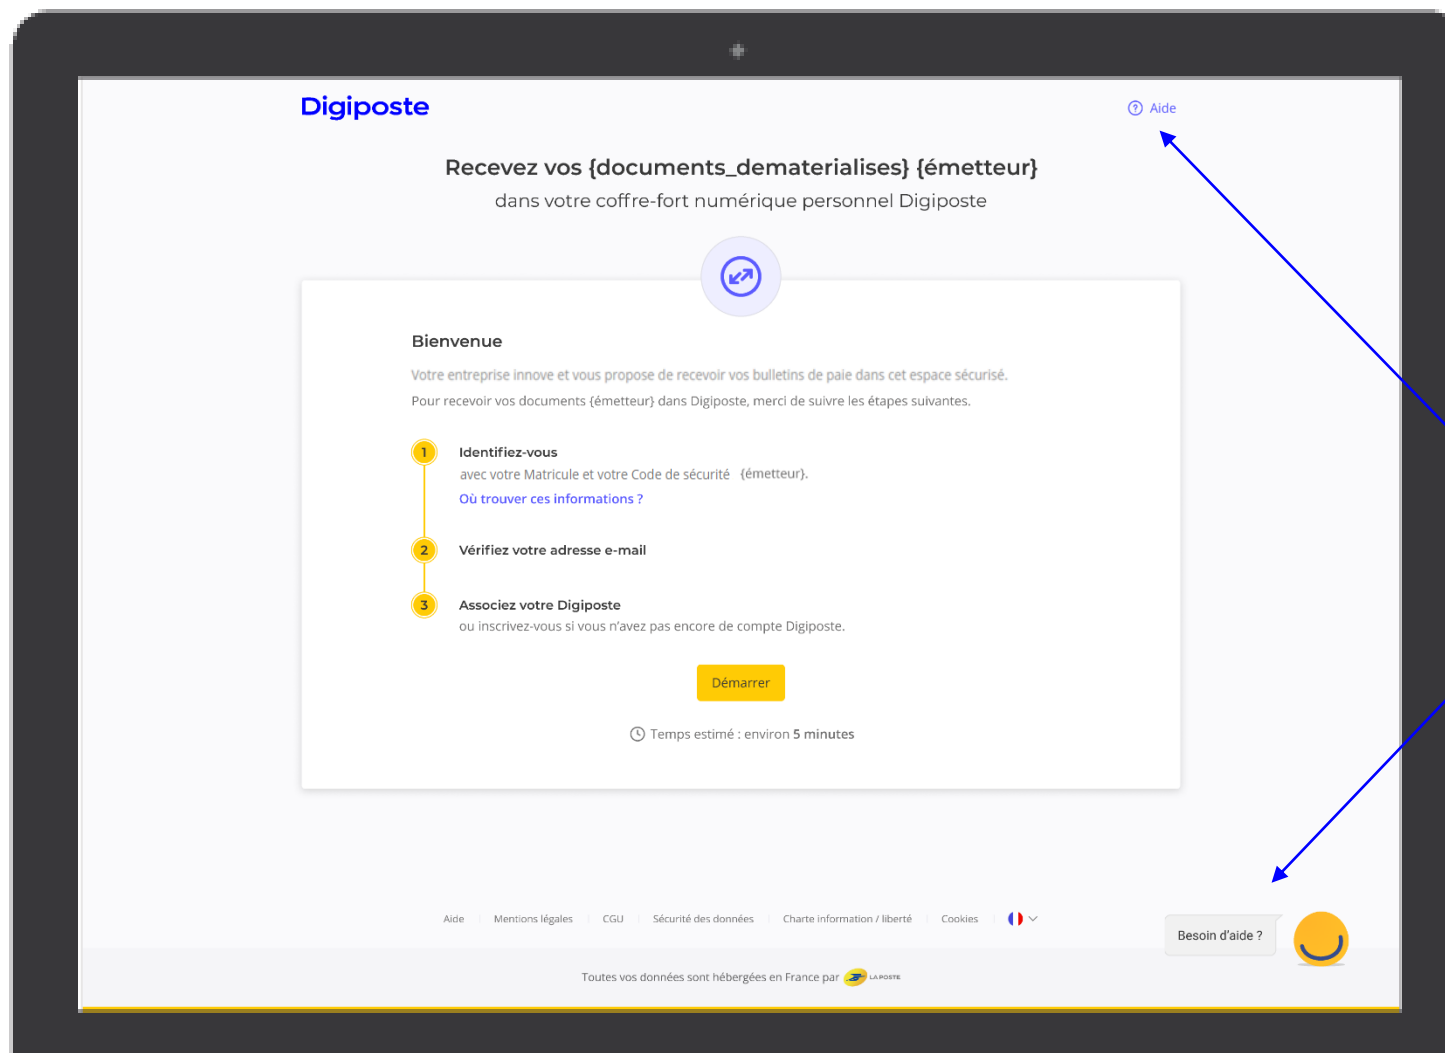 Digiposte
Aide
Recevez vos {documents_dematerialises} {émetteur}
dans votre coffre-fort numérique personnel Digiposte
Bienvenue
Votre entreprise innove et vous propose de recevoir vos bulletins de paie dans cet espace sécurisé.
Pour recevoir vos documents {émetteur} dans Digiposte, merci de suivre les étapes suivantes.
1 Identifiez-vous
avec votre Matricule et votre Code de sécurité {émetteur}.
Où trouver ces informations ?
2 Vérifiez votre adresse e-mail
3 Associez votre Digiposte
ou inscrivez-vous si vous n’avez pas encore de compte Digiposte.
Démarrer
Temps estimé : environ 5 minutes
Aide Mentions légales CGU Sécurité des données Charte information / liberté Cookies
Besoin d’aide ?
Toutes vos données sont hébergées en France par LA POSTE